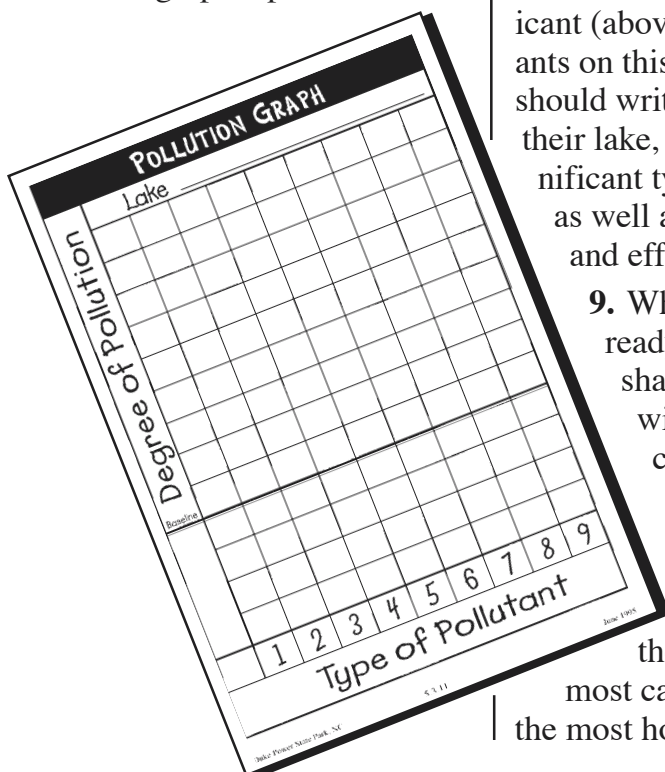 POLLUTION GRAPH
Lake
Degree of Pollution
Baseline
1 2 3 4 5 6 7 8 9
Type of Pollutant
Duke Power State Park, NC
5.3.11
June 1995
icant (abov
ants on this
should writ
their lake,
nificant ty
as well a
and eff
9. Wh
read
sha
wi
c
th
most ca
the most ho